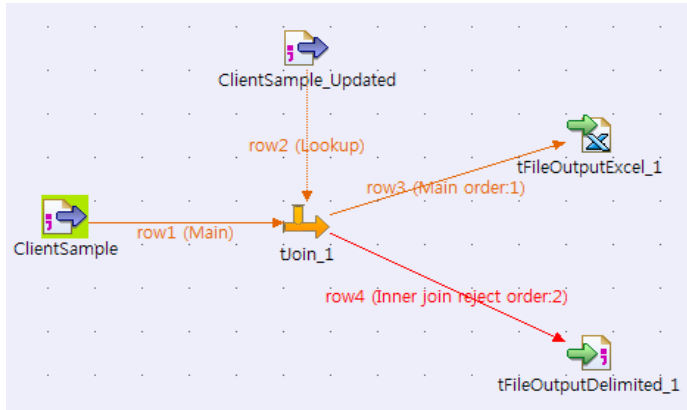 ClientSample_Updated
row2 (Lookup)
tFileOutputExcel_1
row3 (Main order:1)
ClientSample
row1 (Main)
tJoin_1
row4 (Inner join reject order:2)
tFileOutputDelimited_1